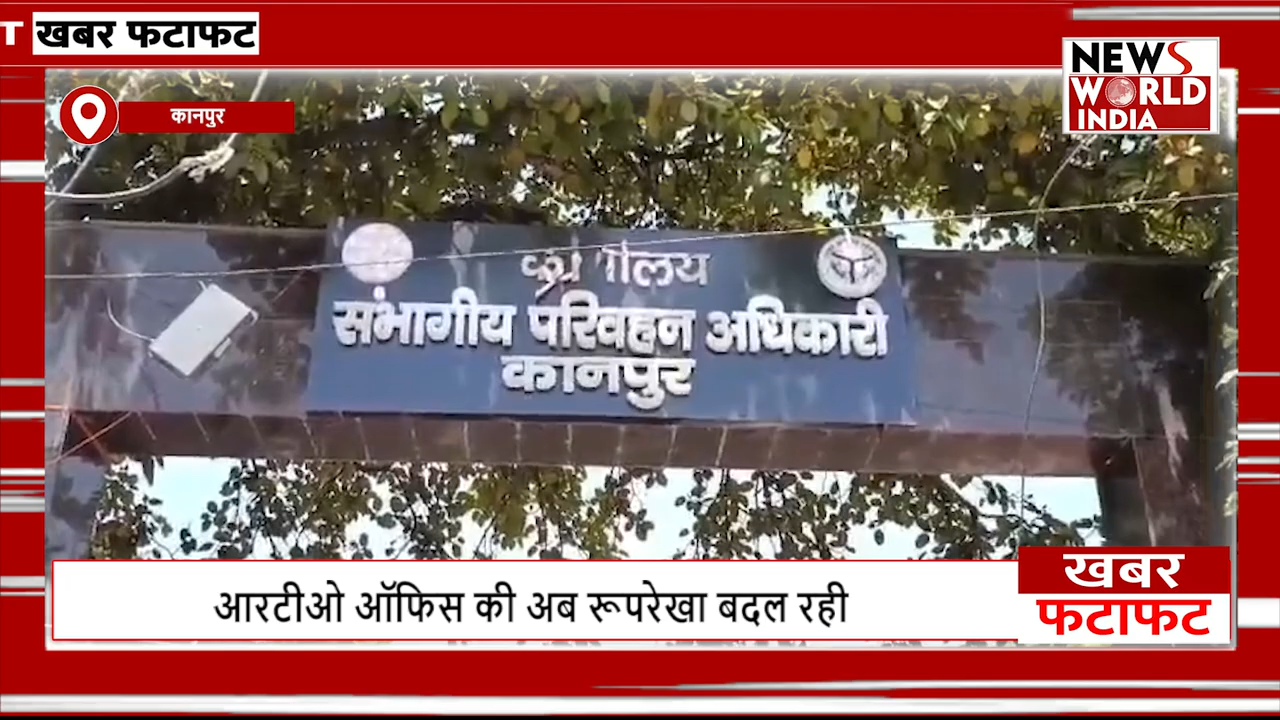 T खबर फटाफट
NEWS
WORLD
INDIA
कानपुर
संभागीय परिवहन अधिकारी
कानपुर
आरटीओ ऑफिस की अब रूपरेखा बदल रही
खबर
फटाफट